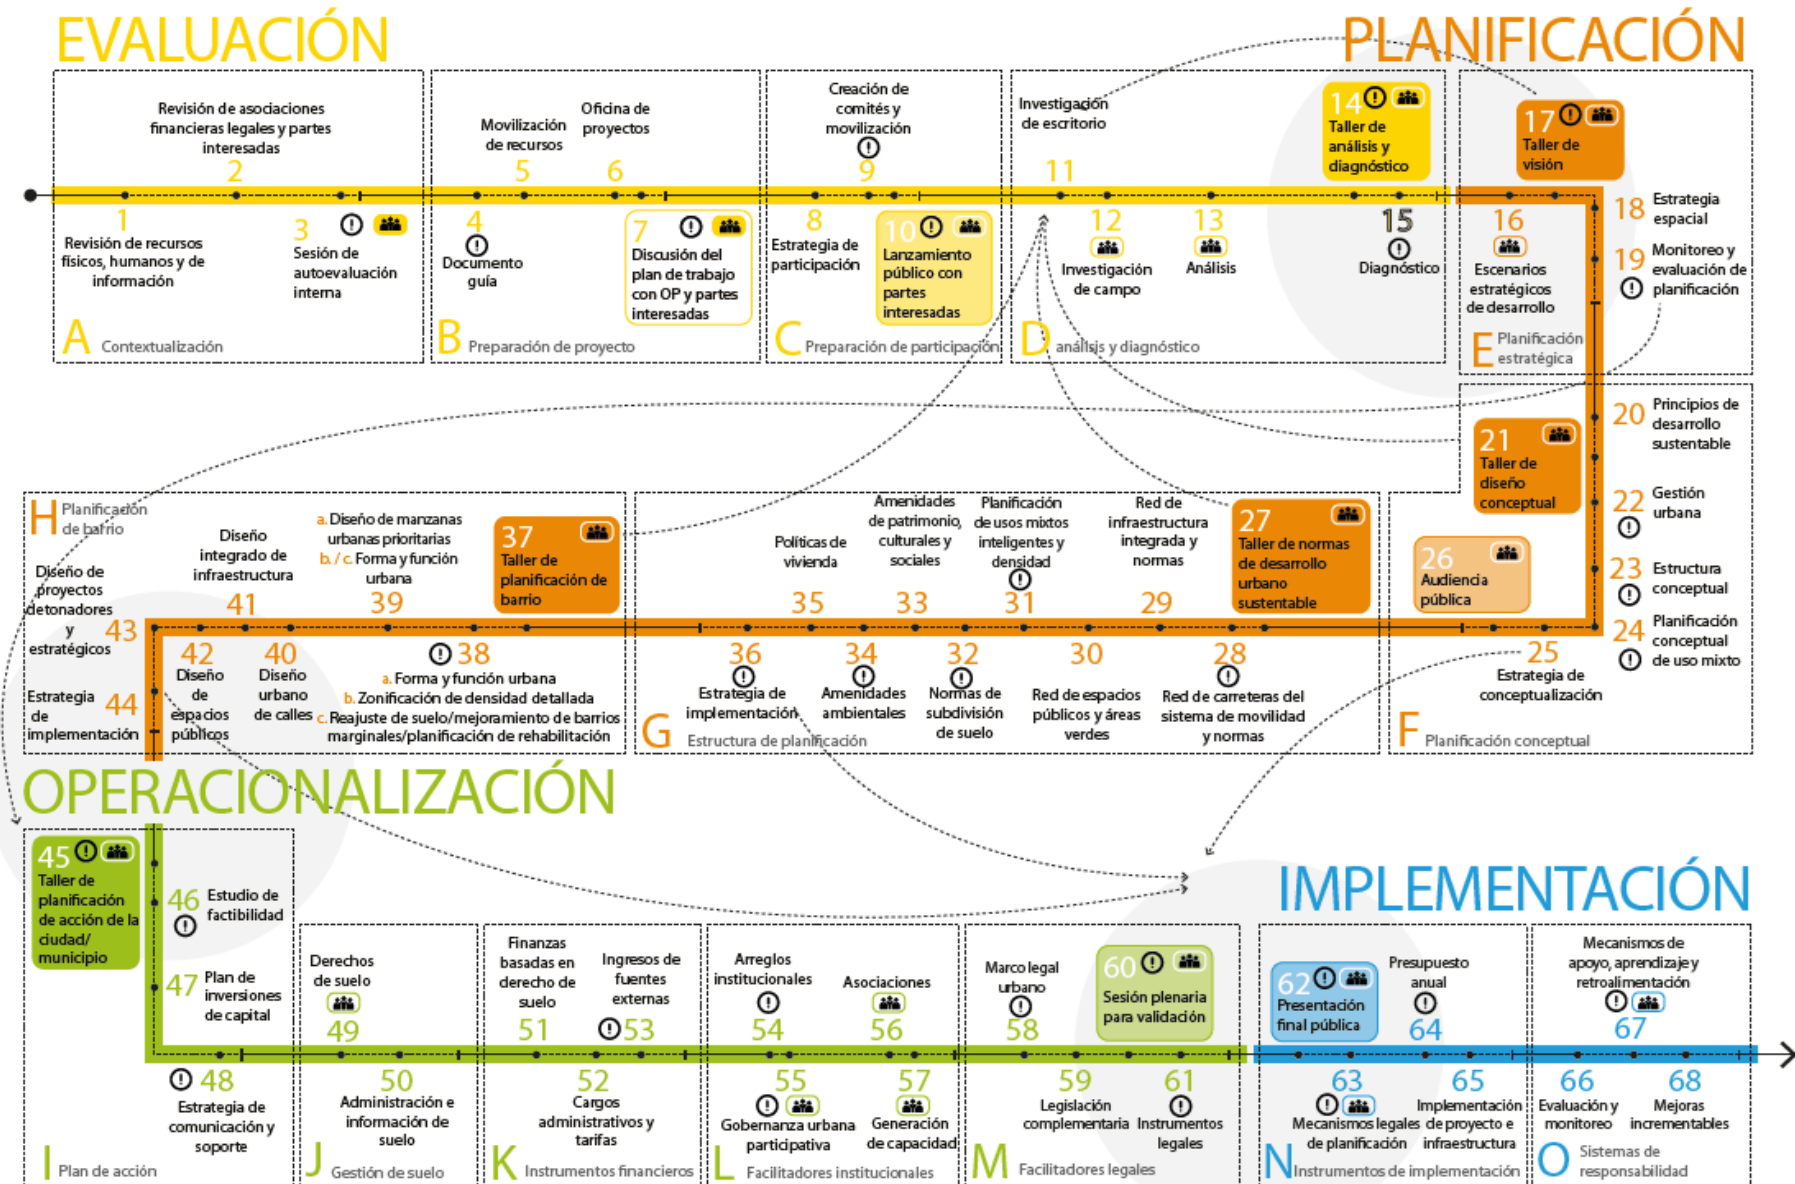 EVALUACIÓN
PLANIFICACIÓN
1
Revisión de recursos
físicos, humanos y de
información
Revisión de asociaciones
financieras legales y partes
interesadas
2
3
Sesión de
autoevaluación
interna
A Contextualización
4
Documento
guía
Movilización
de recursos
5
Oficina de
proyectos
6
7
Discusión del
plan de trabajo
con OP y partes
interesadas
B Preparación de proyecto
8
Estrategia de
participación
Creación de
comités y
movilización
9
10
Lanzamiento
público con
partes
interesadas
C Preparación de participación
Investigación
de escritorio
11
12
Investigación
de campo
13
Análisis
14
Taller de
análisis y
diagnóstico
15
Diagnóstico
D análisis y diagnóstico
16
Escenarios
estratégicos
de desarrollo
17
Taller de
visión
18 Estrategia
espacial
19 Monitoreo y
evaluación de
planificación
E Planificación
estratégica
20 Principios de
desarrollo
sustentable
21
Taller de
diseño
conceptual
22 Gestión
urbana
23 Estructura
conceptual
24 Planificación
conceptual
de uso mixto
25
Estrategia de
conceptualización
26
Audiencia
pública
F Planificación conceptual
27
Taller de normas
de desarrollo
urbano
sustentable
28
Red de carreteras del
sistema de movilidad
y normas
Red de
infraestructura
integrada y
normas
29
30
Red de espacios
públicos y áreas
verdes
Planificación
de usos mixtos
inteligentes y
densidad
31
32
Normas de
subdivisión
de suelo
Amenidades
de patrimonio,
culturales y
sociales
33
34
Amenidades
ambientales
Políticas de
vivienda
35
36
Estrategia de
implementación
G Estructura de planificación
37
Taller de
planificación de
barrio
38
a. Forma y función urbana
b. Zonificación de densidad detallada
c. Reajuste de suelo/mejoramiento de barrios
marginales/planificación de rehabilitación
a. Diseño de manzanas
urbanas prioritarias
b. / c. Forma y función
urbana
39
40
Diseño
urbano
de calles
Diseño
integrado de
infraestructura
41
42
Diseño
de
espacios
públicos
Diseño de
proyectos
detonadores
y
estratégicos
43
Estrategia
de
implementación
44
H Planificación
de barrio
OPERACIONALIZACIÓN
45
Taller de
planificación
de acción de la
ciudad/
municipio
46 Estudio de
factibilidad
47 Plan de
inversiones
de capital
48
Estrategia de
comunicación y
soporte
I Plan de acción
Derechos
de suelo
49
50
Administración e
información de
suelo
J Gestión de suelo
Finanzas
basadas en
derecho de
suelo
51
52
Cargos
administrativos y
tarifas
Ingresos de
fuentes
externas
53
K Instrumentos financieros
Arreglos
institucionales
54
55
Gobernanza urbana
participativa
Asociaciones
56
57
Generación
de capacidad
L Facilitadores institucionales
Marco legal
urbano
58
59
Legislación
complementaria
60
Sesión plenaria
para validación
61
Instrumentos
legales
M Facilitadores legales
IMPLEMENTACIÓN
62
Presentación
final pública
63
Mecanismos legales
de planificación
Presupuesto
anual
64
65
Implementación
de proyecto e
infraestructura
N Instrumentos de implementación
66
Evaluación y
monitoreo
Mecanismos de
apoyo, aprendizaje y
retroalimentación
67
68
Mejoras
incrementables
O Sistemas de
responsabilidad